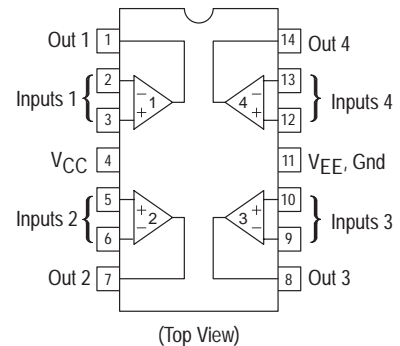 Out 1 1 14 Out 4
Inputs 1 { 2 − 1 − 13 } Inputs 4
3 + 4 + 12
VCC 4 11 VEE, Gnd
Inputs 2 { 5 + 2 + 10 } Inputs 3
6 − 3 − 9
Out 2 7 8 Out 3
(Top View)